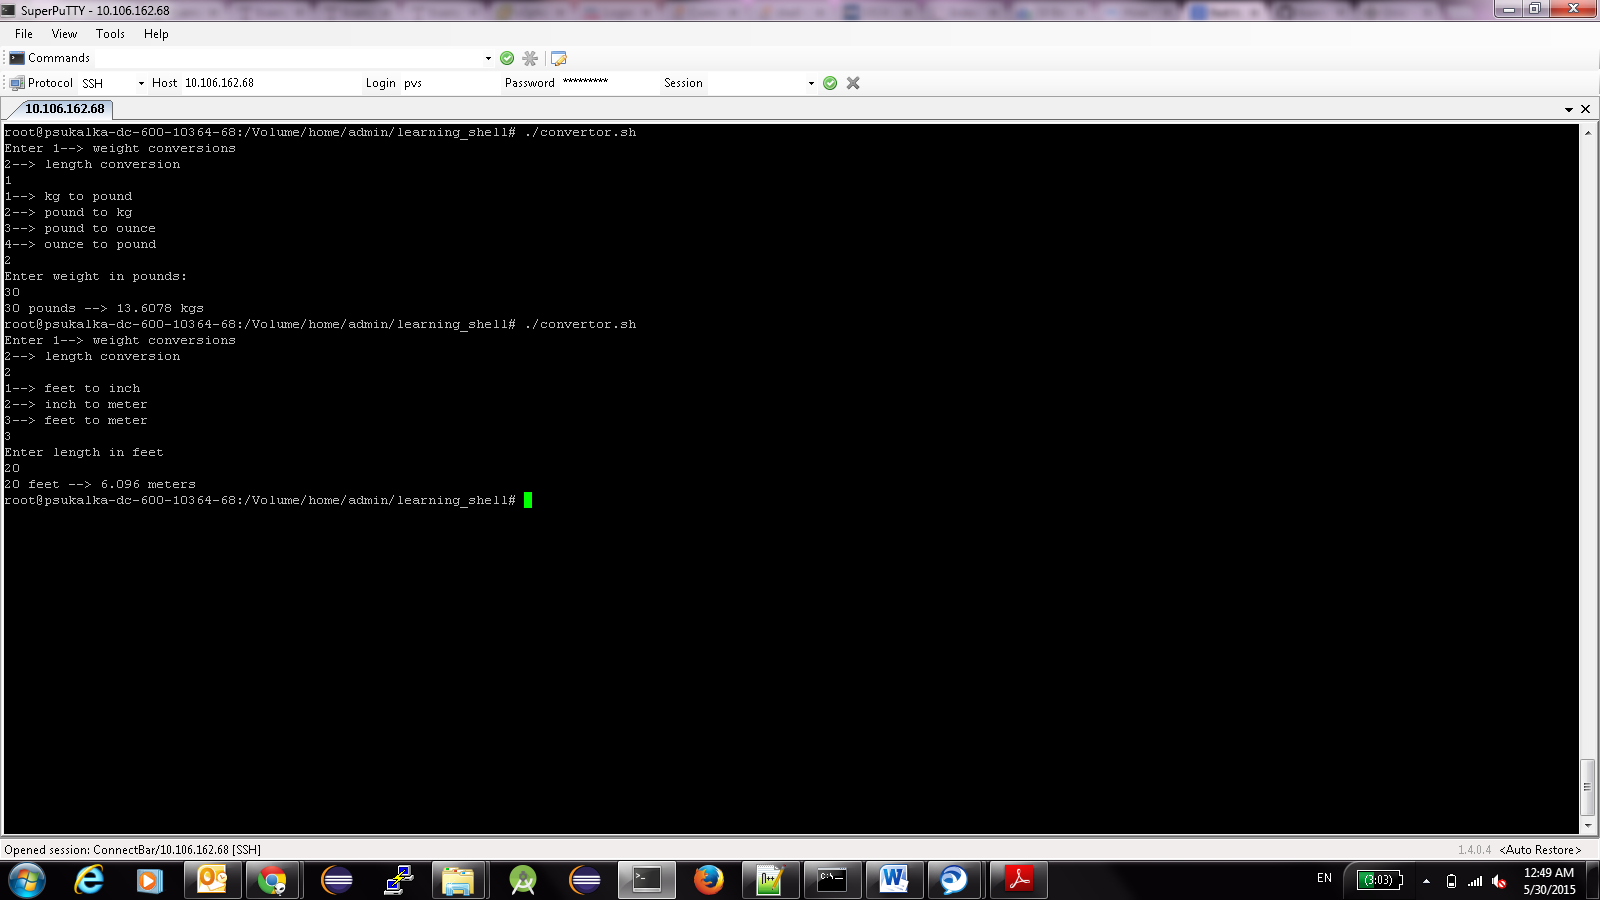 SuperPuTTY - 10.106.162.68
File View Tools Help
Commands
Protocol SSH Host 10.106.162.68 Login pvs Password ********* Session
10.106.162.68
root@psukalka-dc-600-10364-68:/Volume/home/admin/learning_shell# ./convertor.sh
Enter 1--> weight conversions
2--> length conversion
1
1--> kg to pound
2--> pound to kg
3--> pound to ounce
4--> ounce to pound
2
Enter weight in pounds:
30
30 pounds --> 13.6078 kgs
root@psukalka-dc-600-10364-68:/Volume/home/admin/learning_shell# ./convertor.sh
Enter 1--> weight conversions
2--> length conversion
2
1--> feet to inch
2--> inch to meter
3--> feet to meter
3
Enter length in feet
20
20 feet --> 6.096 meters
root@psukalka-dc-600-10364-68:/Volume/home/admin/learning_shell#
Opened session: ConnectBar/10.106.162.68 [SSH] 1.4.0.4 <Auto Restore>
EN (3:03) 12:49 AM
5/30/2015